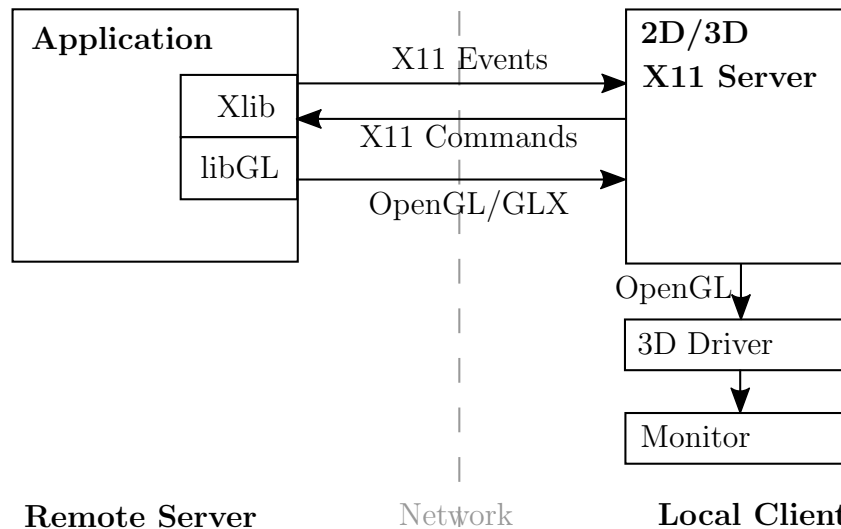 Application
2D/3D
X11 Server
X11 Events
Xlib
X11 Commands
libGL
OpenGL/GLX
OpenGL
3D Driver
Monitor
Remote Server
Network
Local Client